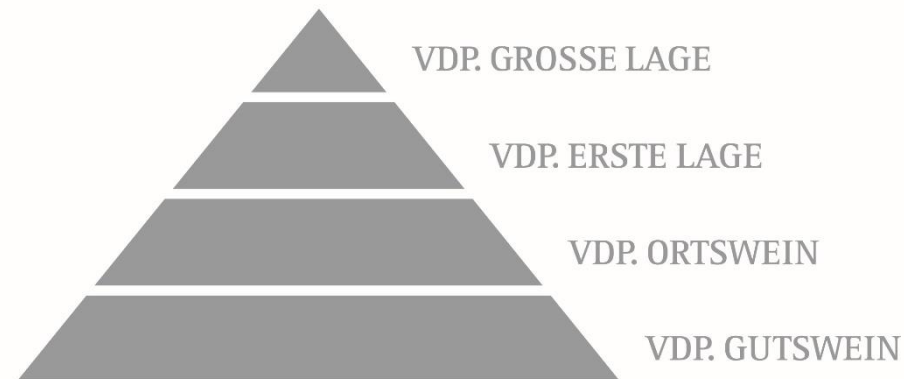 VDP. GROSSE LAGE
VDP. ERSTE LAGE
VDP. ORTSWEIN
VDP. GUTSWEIN